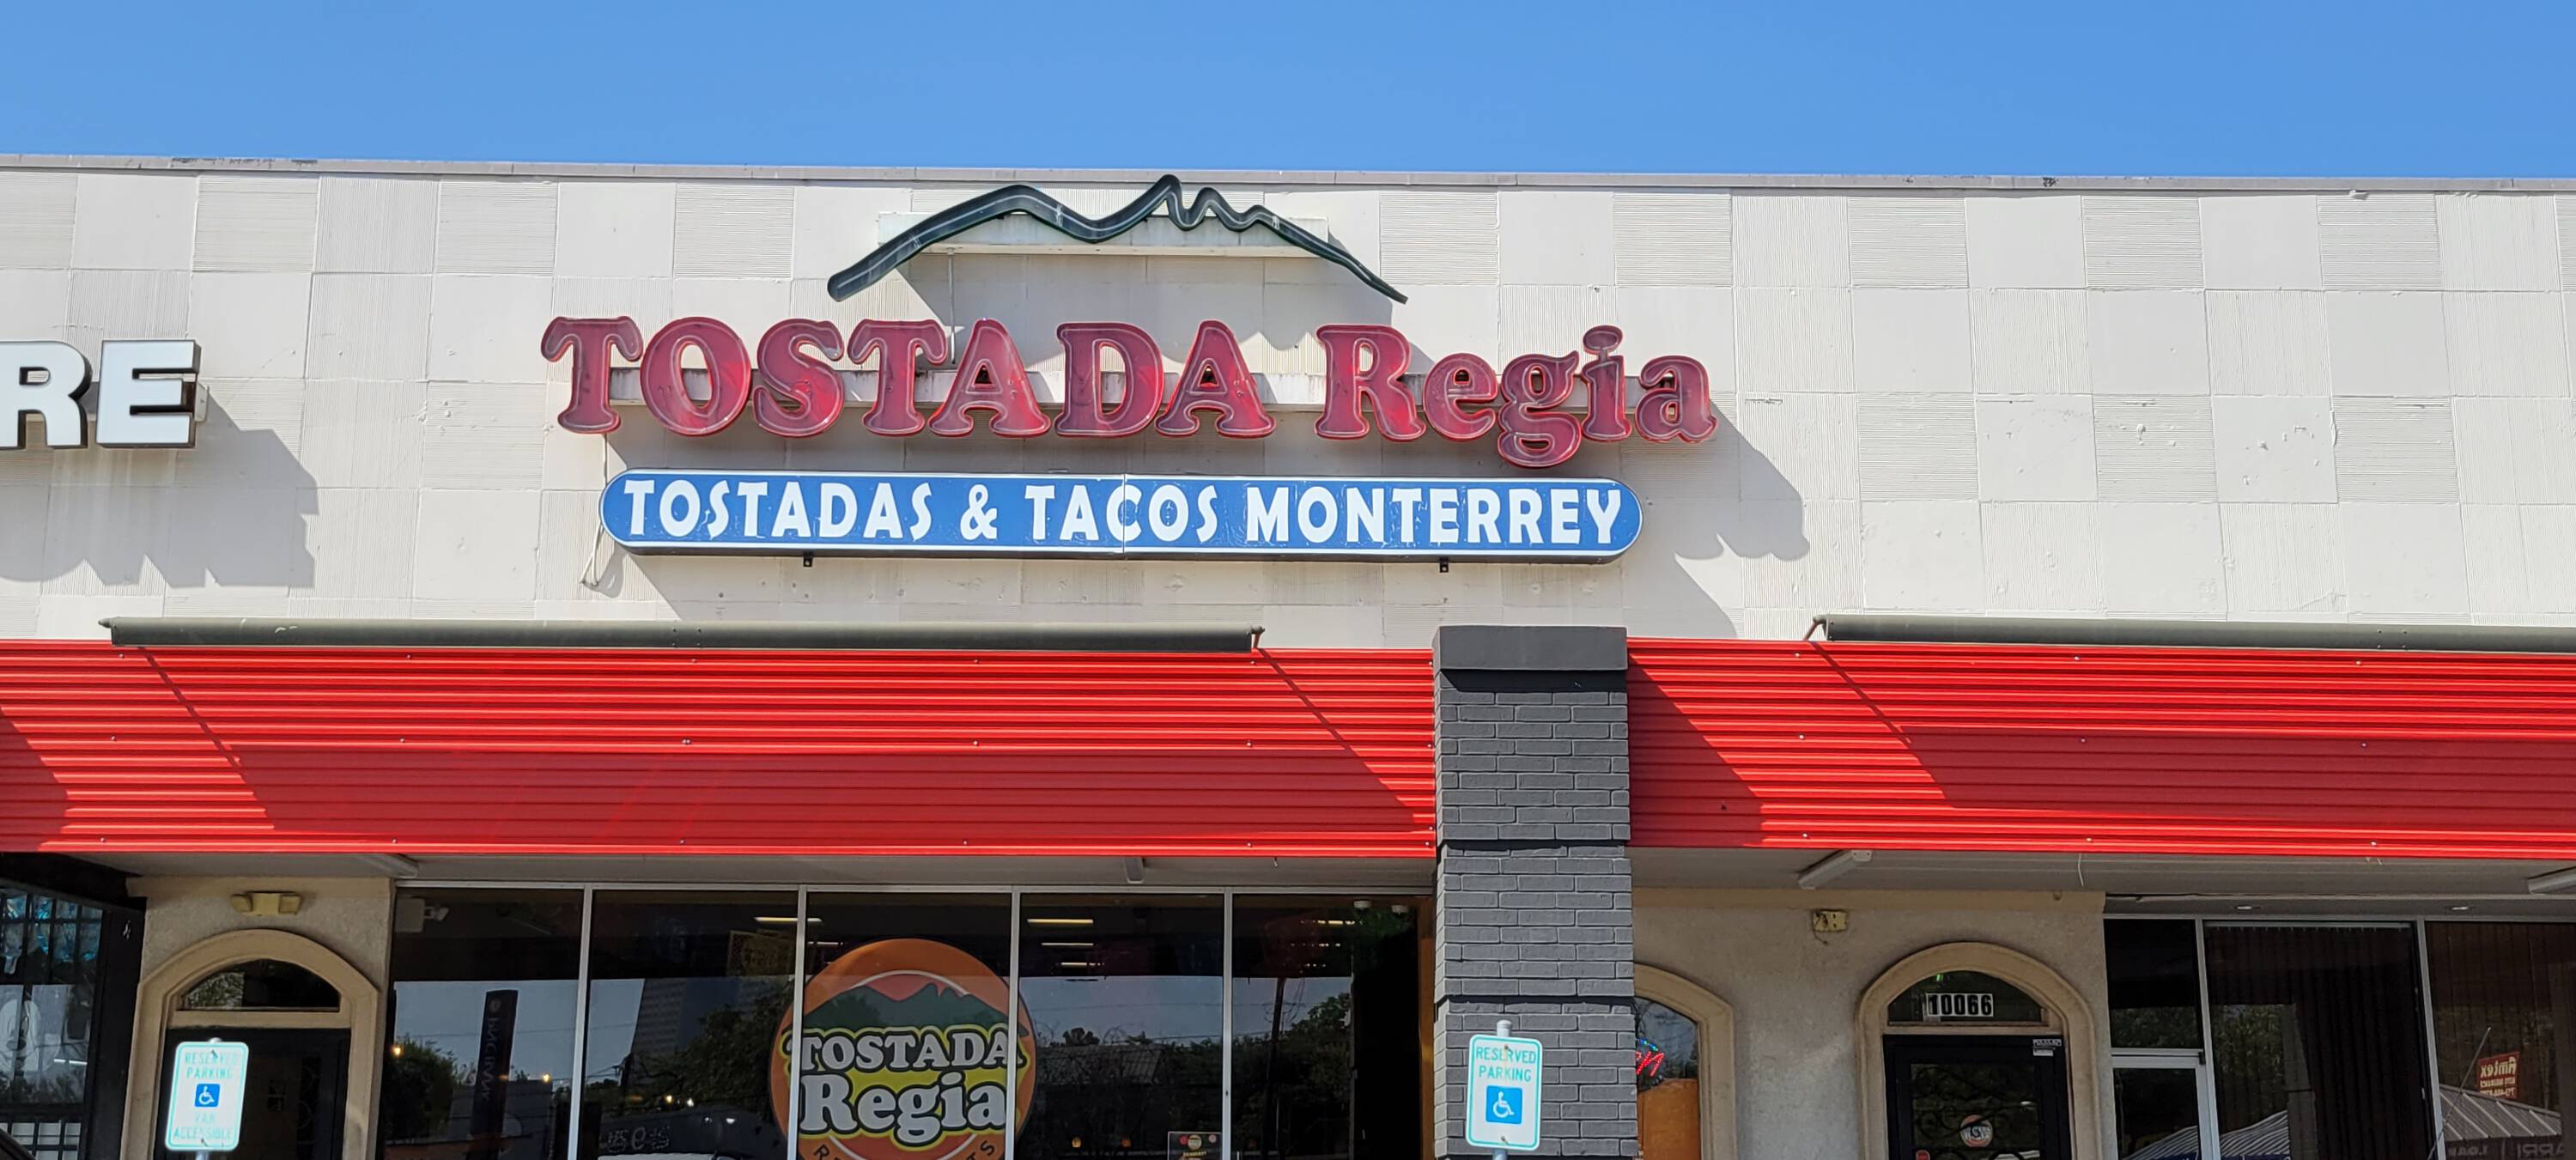 RE
TOSTADA Regia
TOSTADAS & TACOS MONTERREY
10066
TOSTADA
Regia
RESERVED
PARKING
VAN
ACCESSIBLE
RESERVED
PARKING